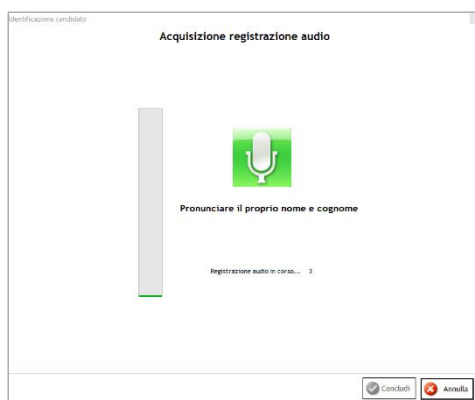 Identificazione candidato
Acquisizione registrazione audio
Pronunciare il proprio nome e cognome
Registrazione audio in corso... 3
Concludi
Annulla